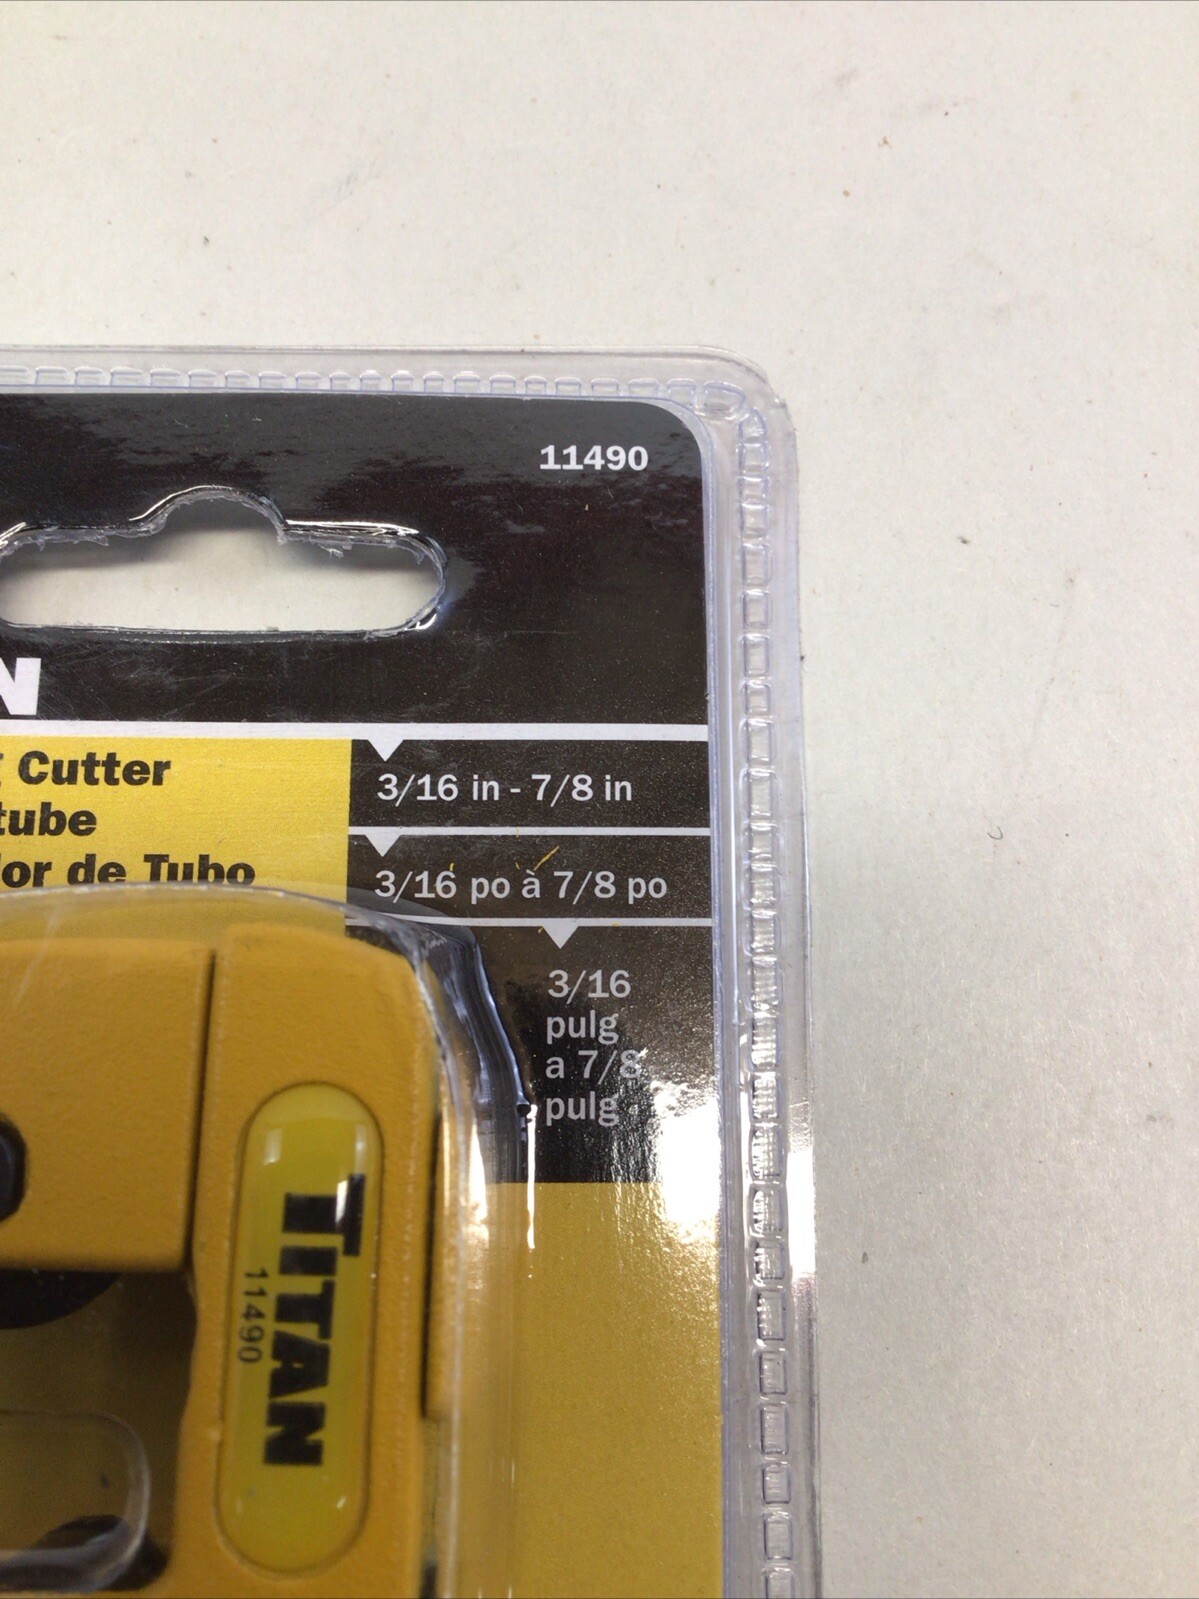 11490
N
Cutter
tube
dor de Tubo
3/16 in - 7/8 in
3/16 po à 7/8 po
3/16
pulg
a 7/8
pulg
TITAN
11490